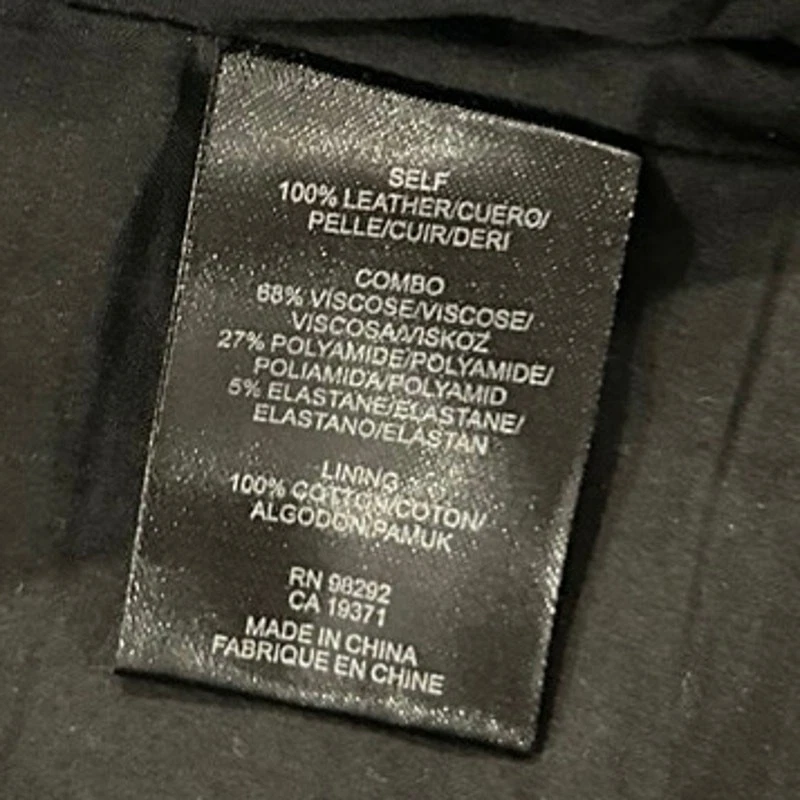 SELF
100% LEATHER/CUERO/
PELLE/CUIR/DERI
COMBO
68% VISCOSE/VISCOSE/
VISCOSA/VISKOZ
27% POLYAMIDE/POLYAMIDE/
POLIAMIDA/POLYAMID
5% ELASTANE/ELASTANE/
ELASTANO/ELASTAN
LINING
100% COTTON/COTON/
ALGODON/PAMUK
RN 98292
CA 19371
MADE IN CHINA
FABRIQUE EN CHINE